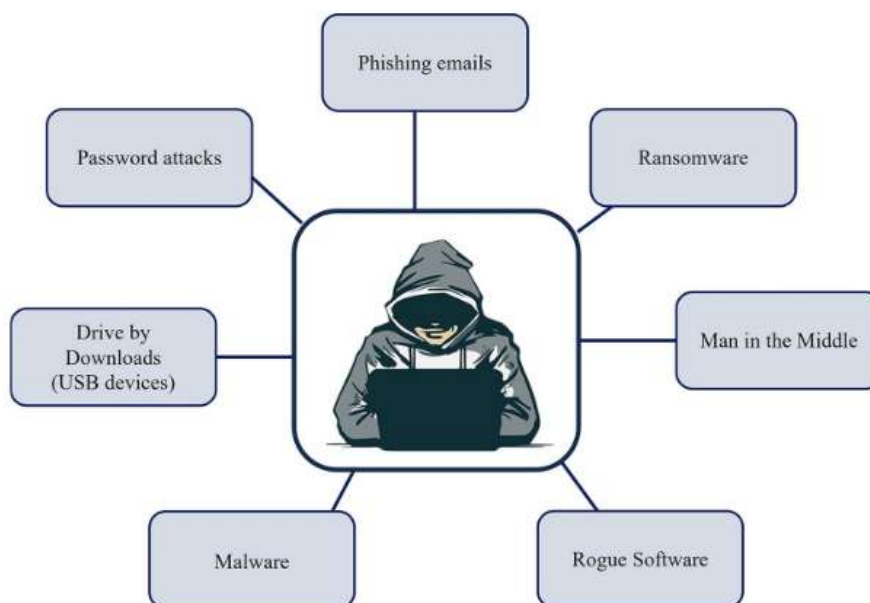 Phishing emails
Password attacks
Ransomware
Drive by
Downloads
(USB devices)
Man in the Middle
Malware
Rogue Software